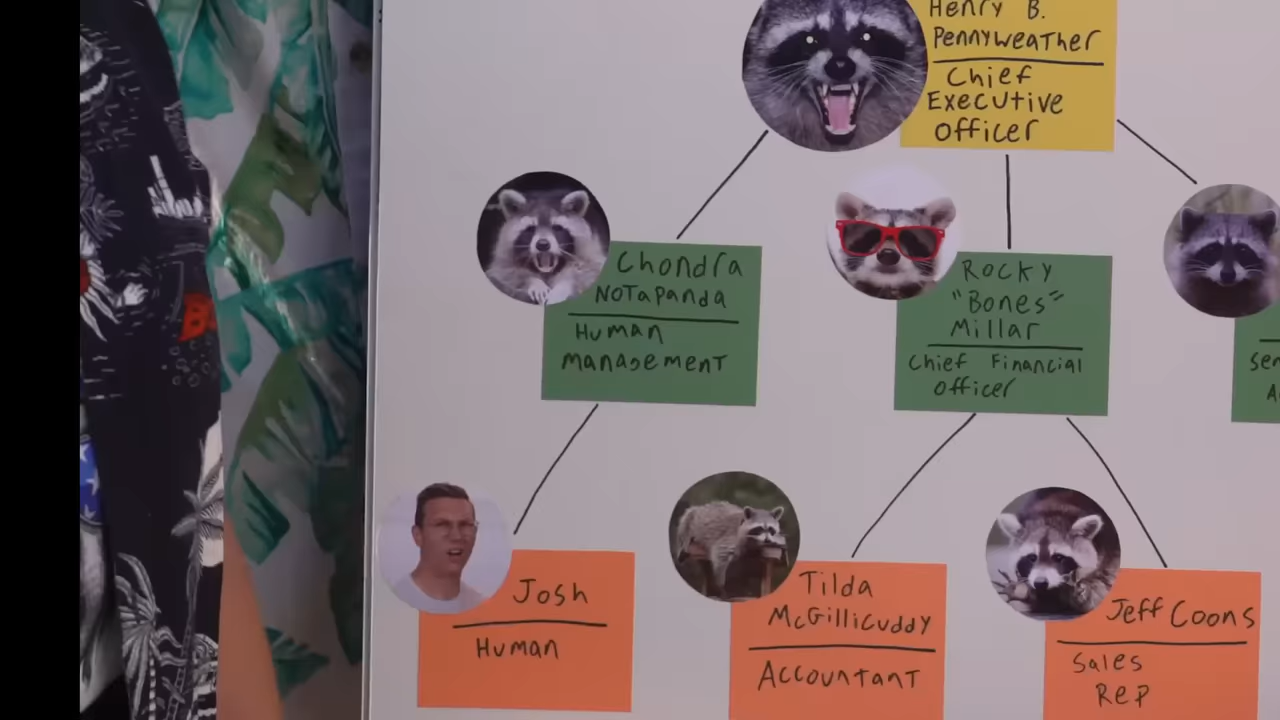 Henry B.
Pennyweather
Chief
Executive
Officer
Chondra
Notapanda
Human
Management
Rocky
"Bones"
Millar
Chief Financial
Officer
Josh
Human
Tilda
McGillicuddy
Accountant
Jeff Coons
Sales
Rep